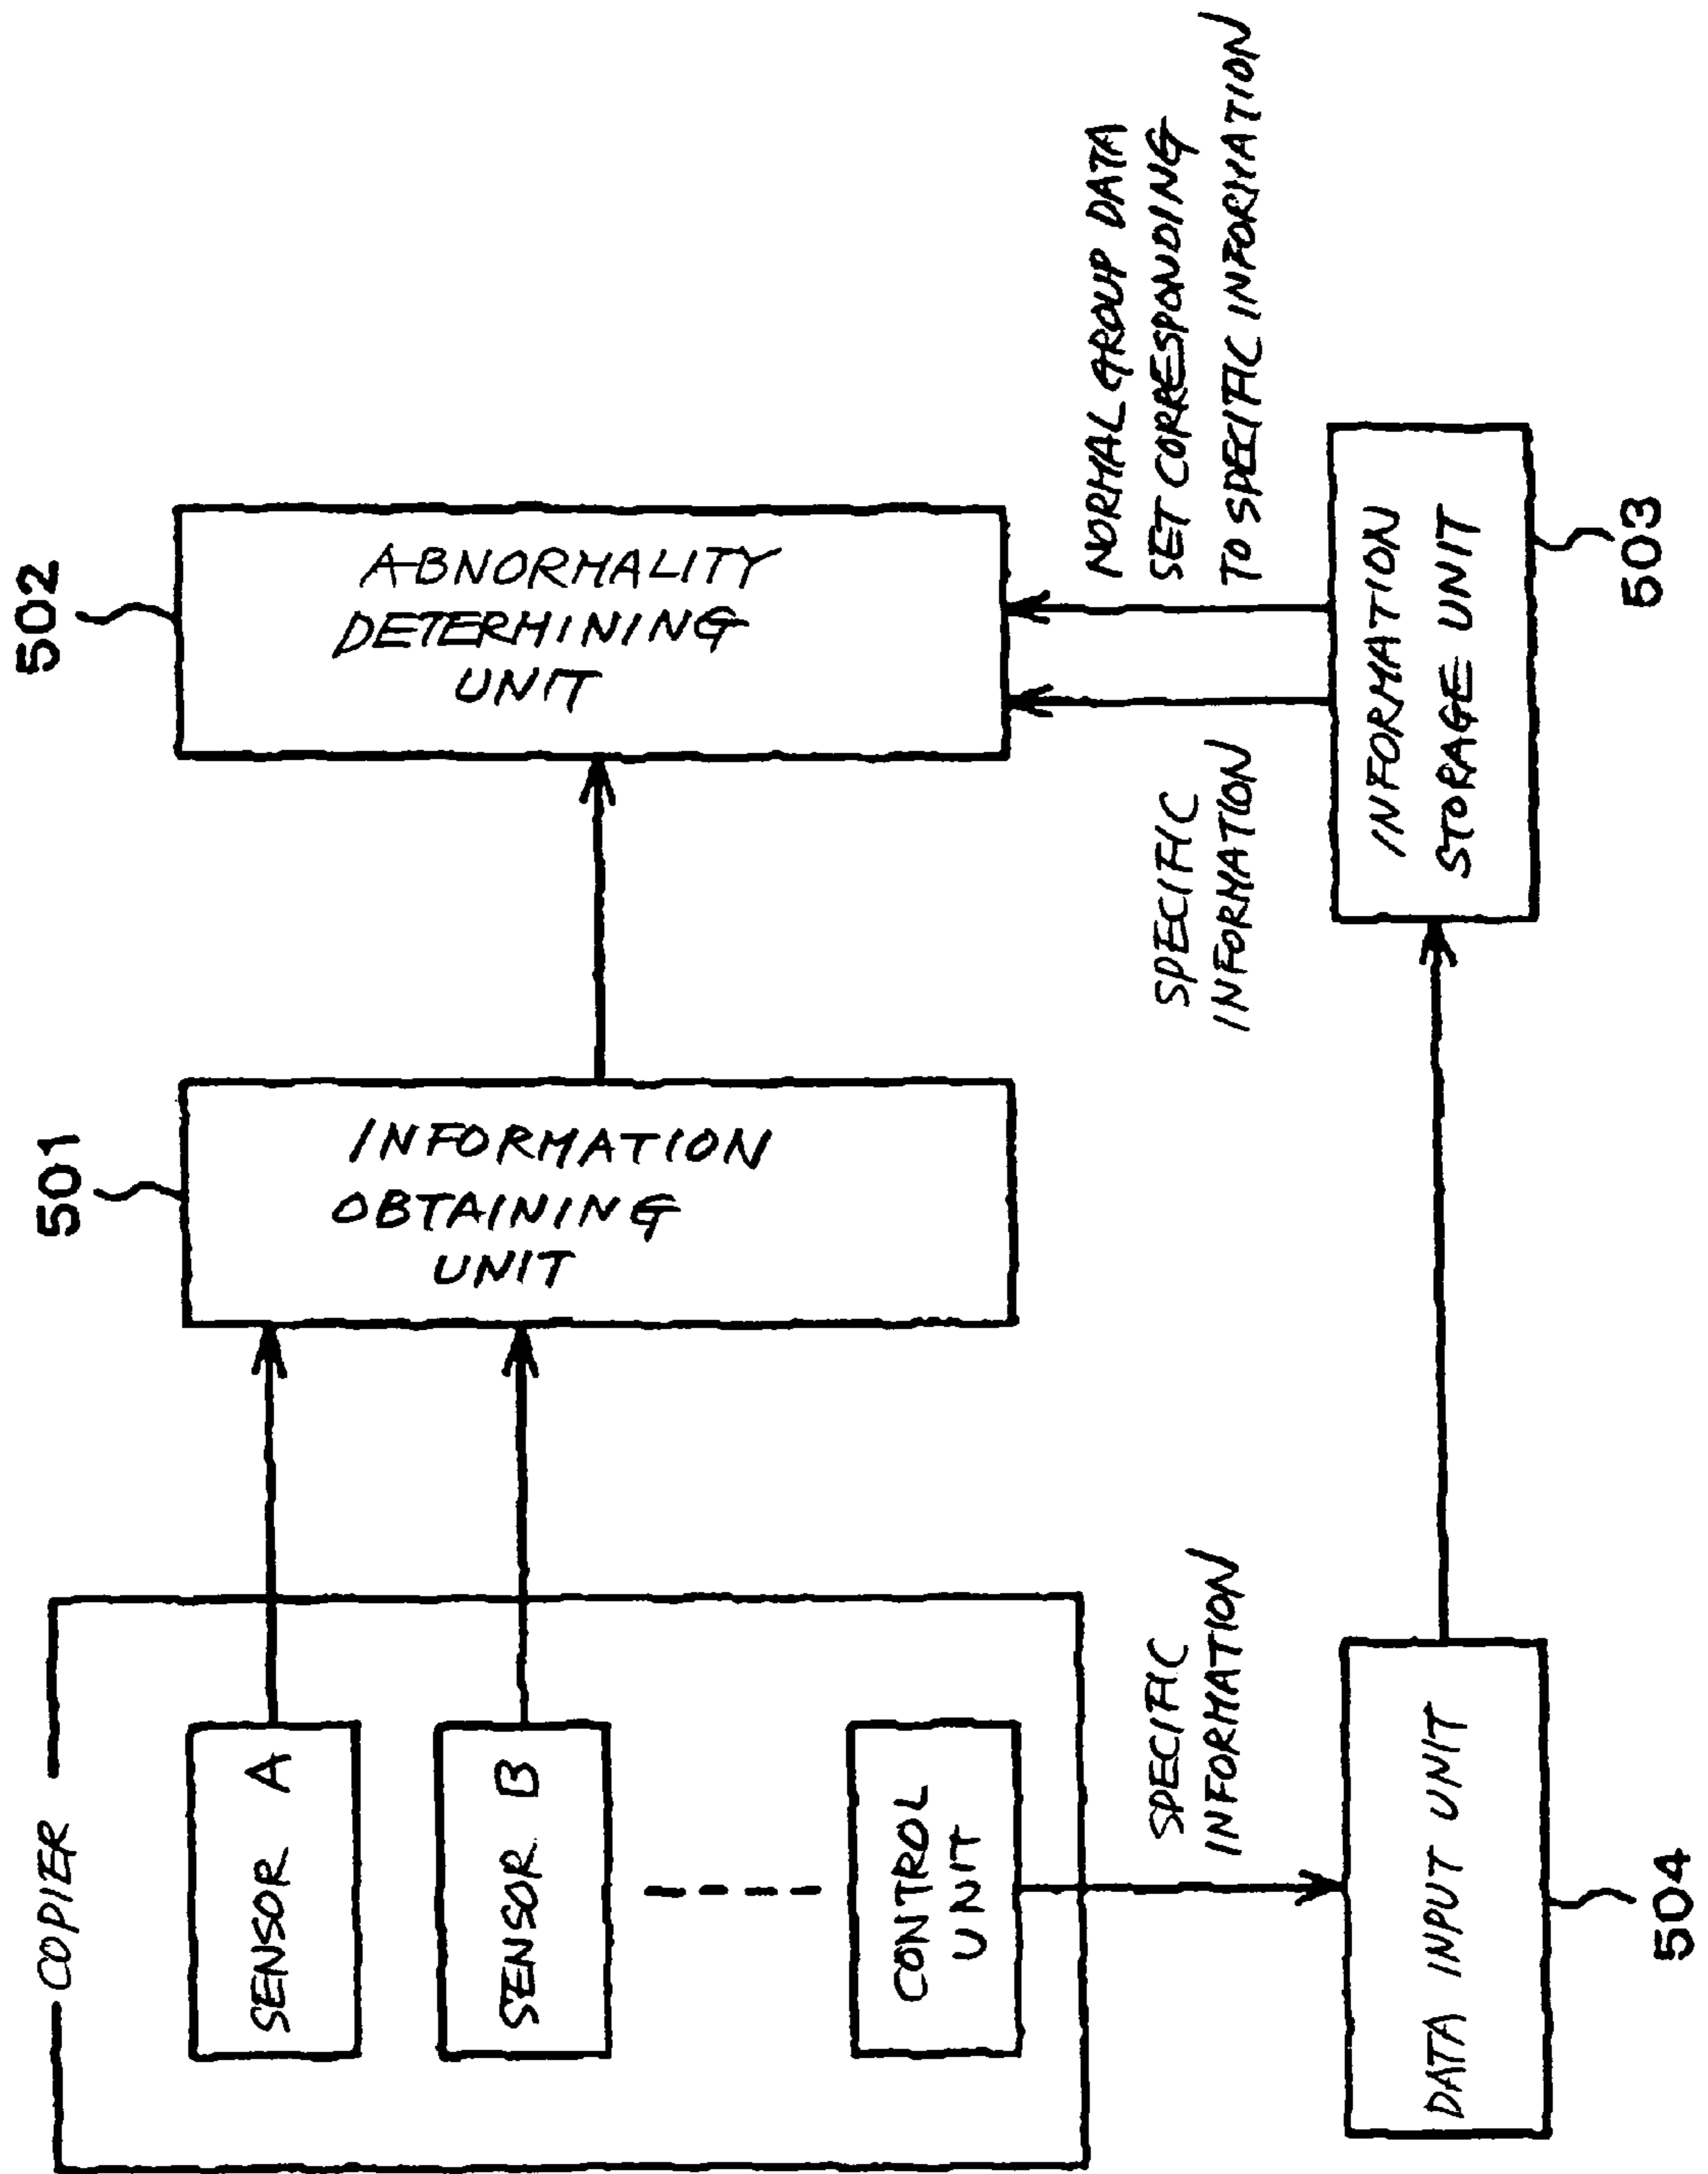 COPIER
SENSOR A
SENSOR B
CONTROL
UNIT
501
INFORMATION
OBTAINING
UNIT
502
ABNORMALITY
DETERMINING
UNIT
SPECIFIC
INFORMATION
SPECIFIC
INFORMATION
NORMAL GROUP DATA
SET CORRESPONDING
TO SPECIFIC INFORMATION
DATA INPUT UNIT
504
INFORMATION
STORAGE UNIT
503